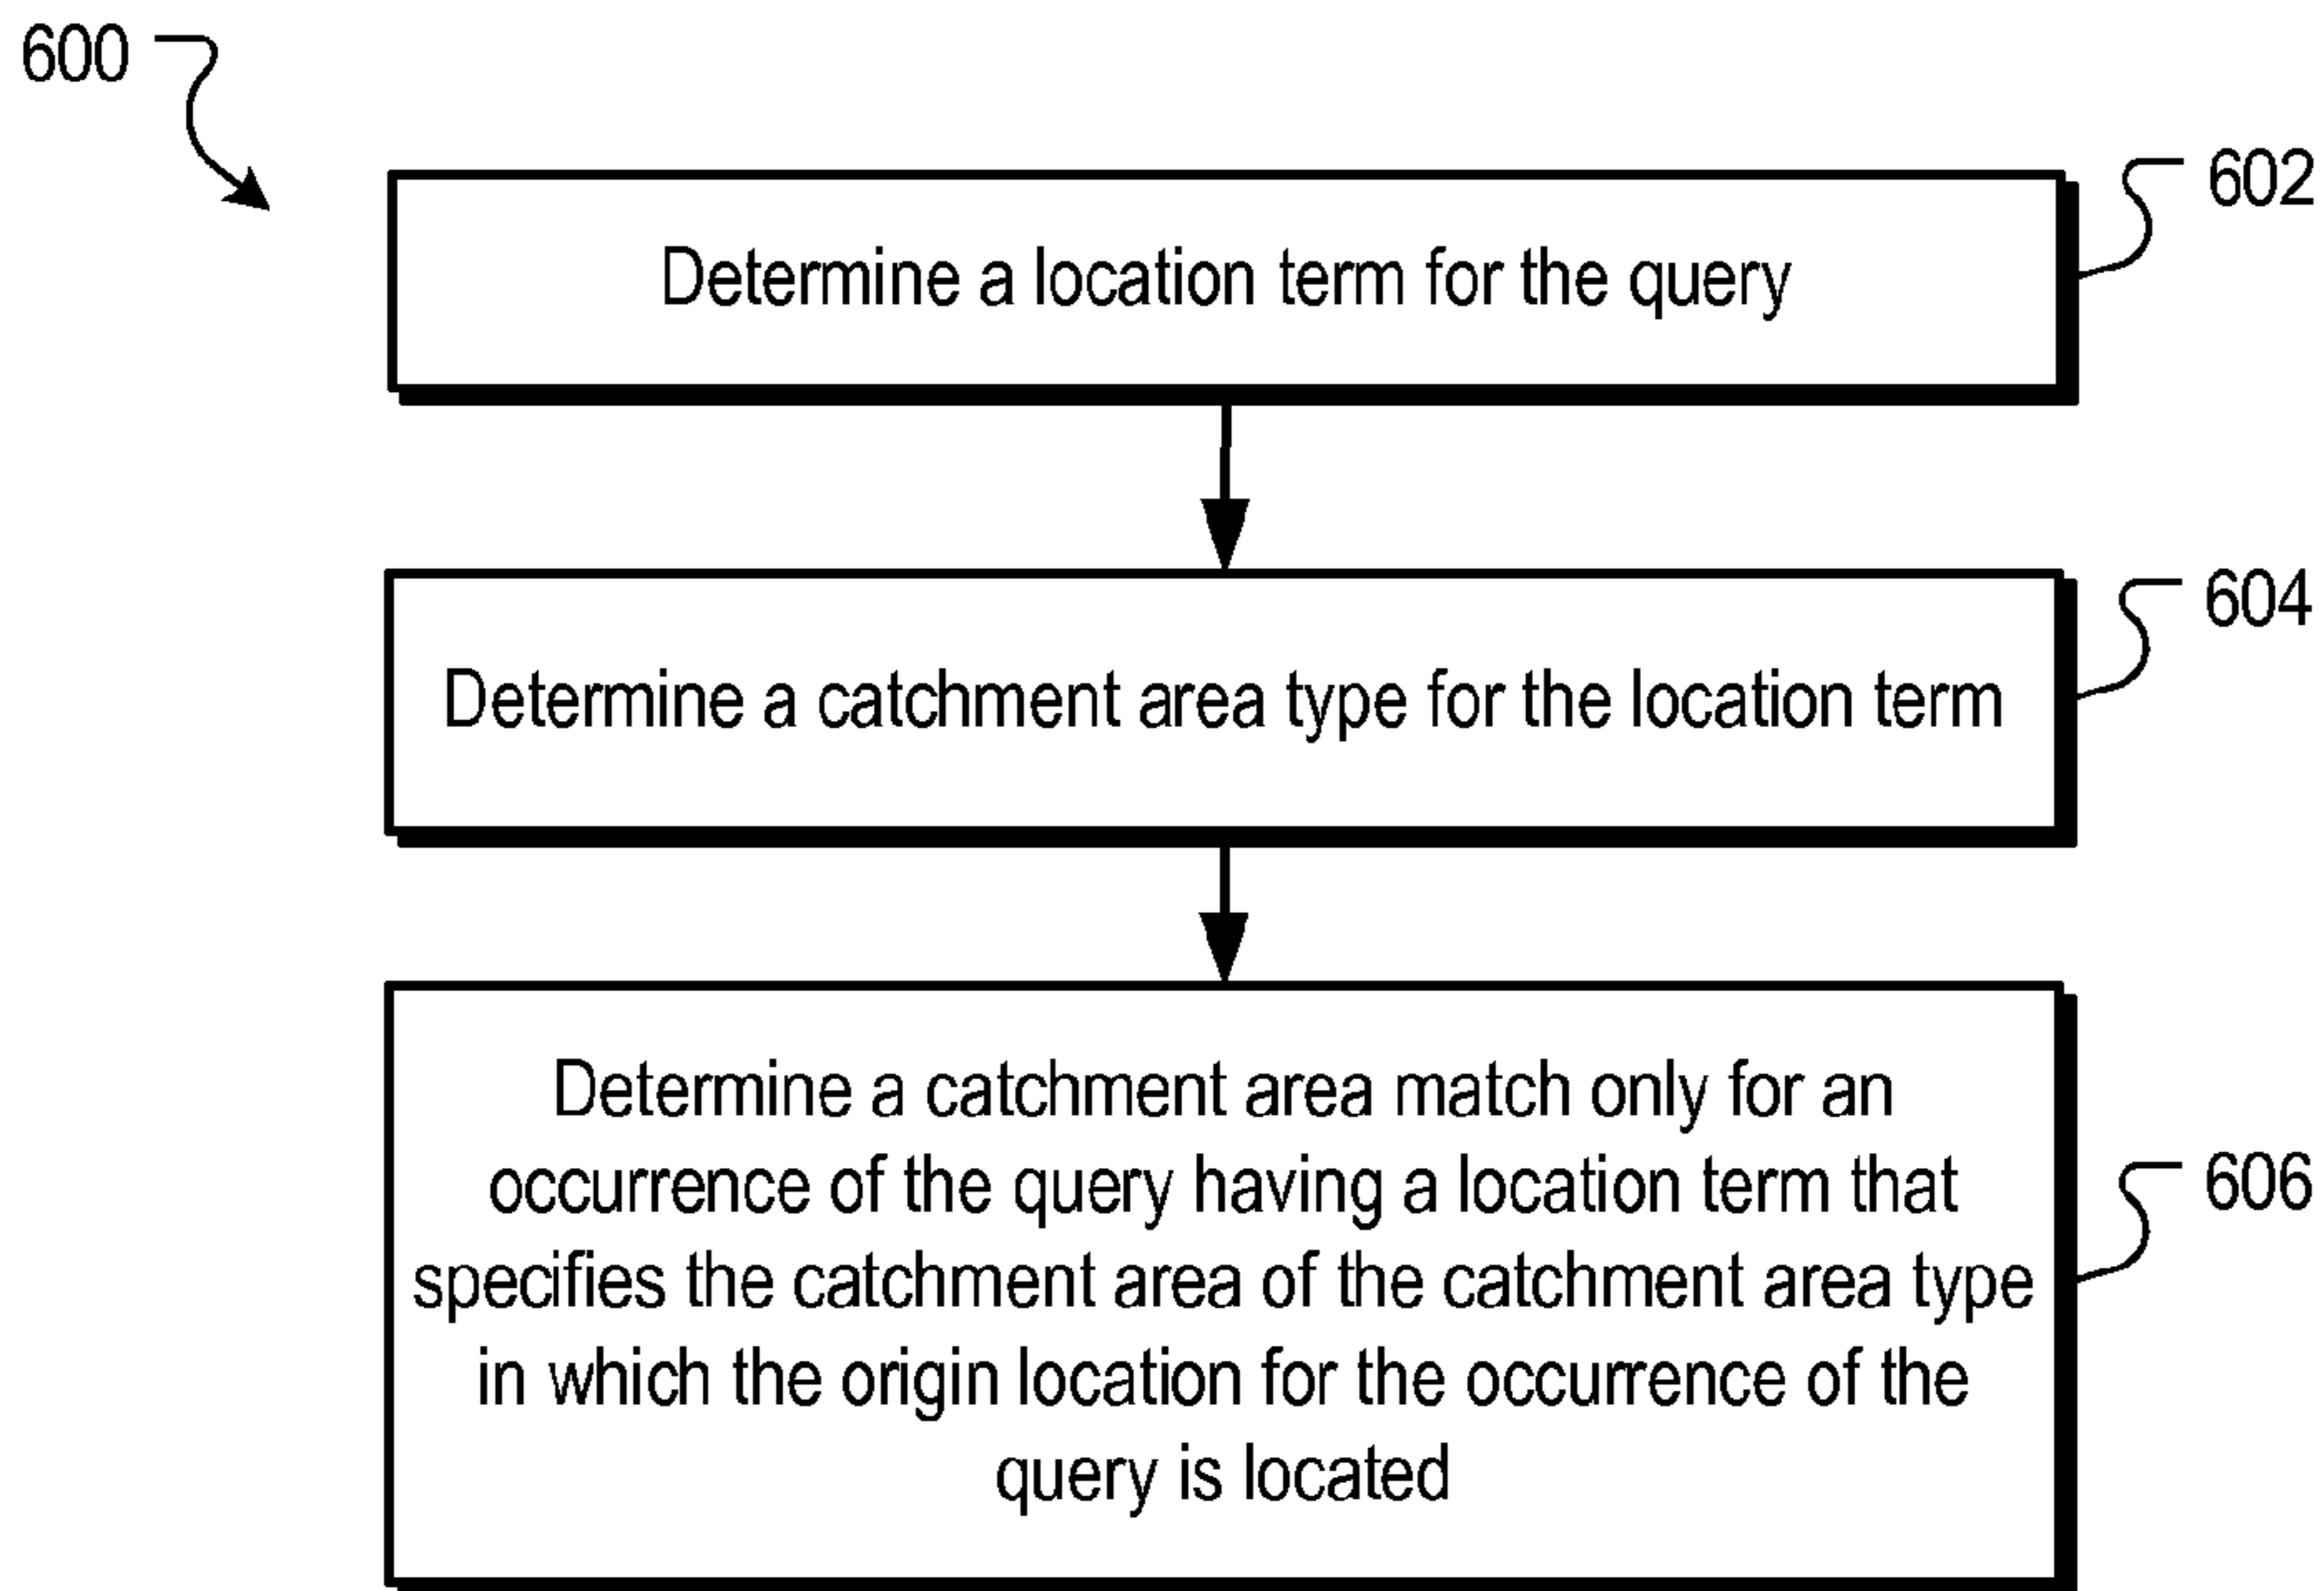 600
602
Determine a location term for the query
604
Determine a catchment area type for the location term
Determine a catchment area match only for an
occurrence of the query having a location term that
606
specifies the catchment area of the catchment area type
in which the origin location for the occurrence of the
query is located